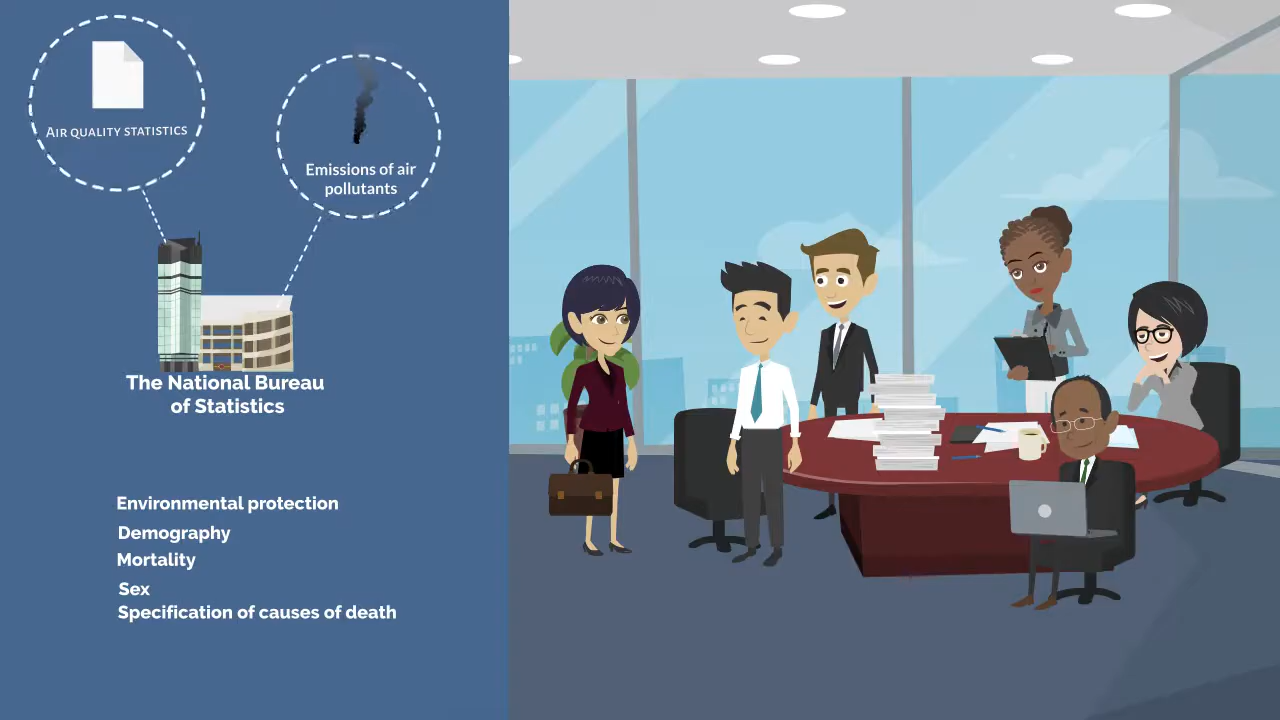 Air quality statistics
Emissions of air
pollutants
The National Bureau
of Statistics
Environmental protection
Demography
Mortality
Sex
Specification of causes of death